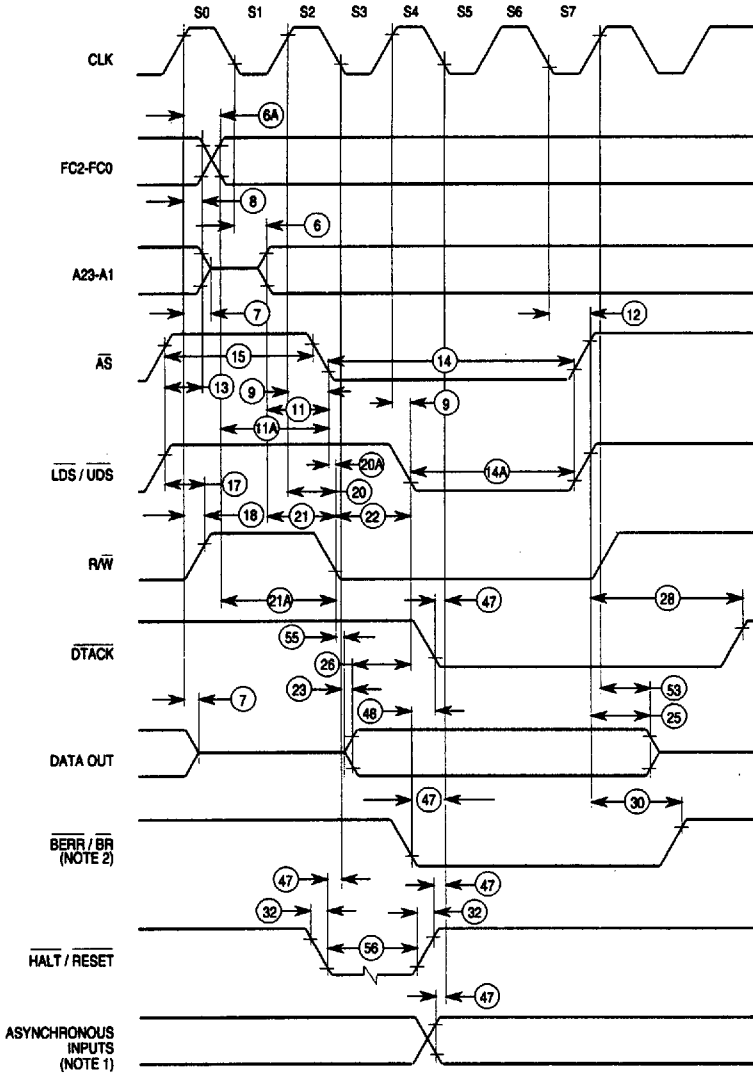 S0 S1 S2 S3 S4 S5 S6 S7
CLK
6A
FC2-FC0
8
6
A23-A1
7
12
AS
15
14
13
9
11
9
11A
LDS / UDS
20A
14A
17
20
18
21
22
R/W
21A
47
28
DTACK
55
26
23
53
7
48
25
DATA OUT
47
30
BERR / BR
(NOTE 2)
47
47
32
32
56
HALT / RESET
47
ASYNCHRONOUS
INPUTS
(NOTE 1)